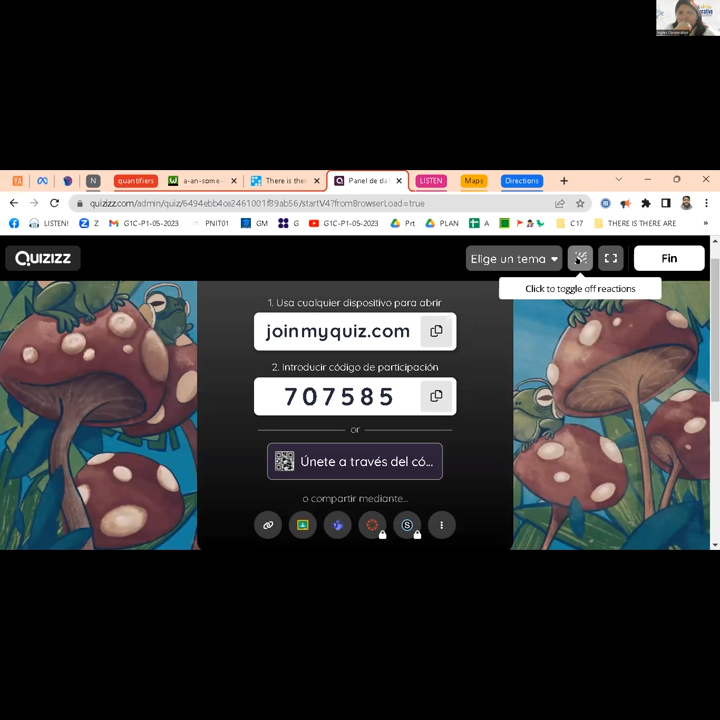 N
quantifiers
a-an-some-
There is ther
Panel de da
LISTEN
Maps
Directions
quizizz.com/admin/quiz/6494ebb4ce2461001f89ab56/startV4?fromBrowserLoad=true
LISTEN!
Z
M G1C-P1-05-2023
PNIT01
GM
G
G1C-P1-05-2023
PLAN
Prt
A
C17
THERE IS THERE ARE
Quizizz
Elige un tema
Fin
Click to toggle off reactions
1. Usa cualquier dispositivo para abrir
joinmyquiz.com
2. Introducir código de participación
707585
or
Únete a través del có...
o compartir mediante...
S